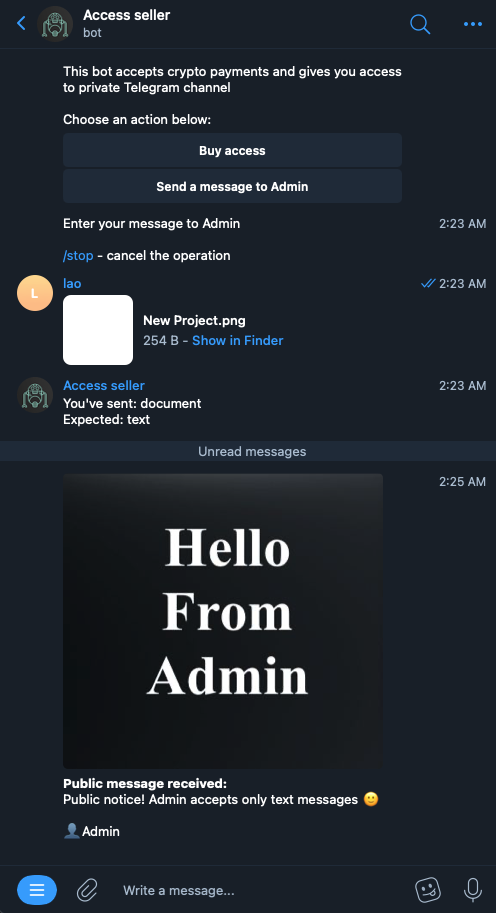 Access seller
bot
This bot accepts crypto payments and gives you access
to private Telegram channel
Choose an action below:
Buy access
Send a message to Admin
Enter your message to Admin
2:23 AM
/stop - cancel the operation
L
lao
2:23 AM
New Project.png
254 B - Show in Finder
Access seller
2:23 AM
You've sent: document
Expected: text
Unread messages
2:25 AM
Hello
From
Admin
Public message received:
Public notice! Admin accepts only text messages 🙂
👤Admin
Write a message...